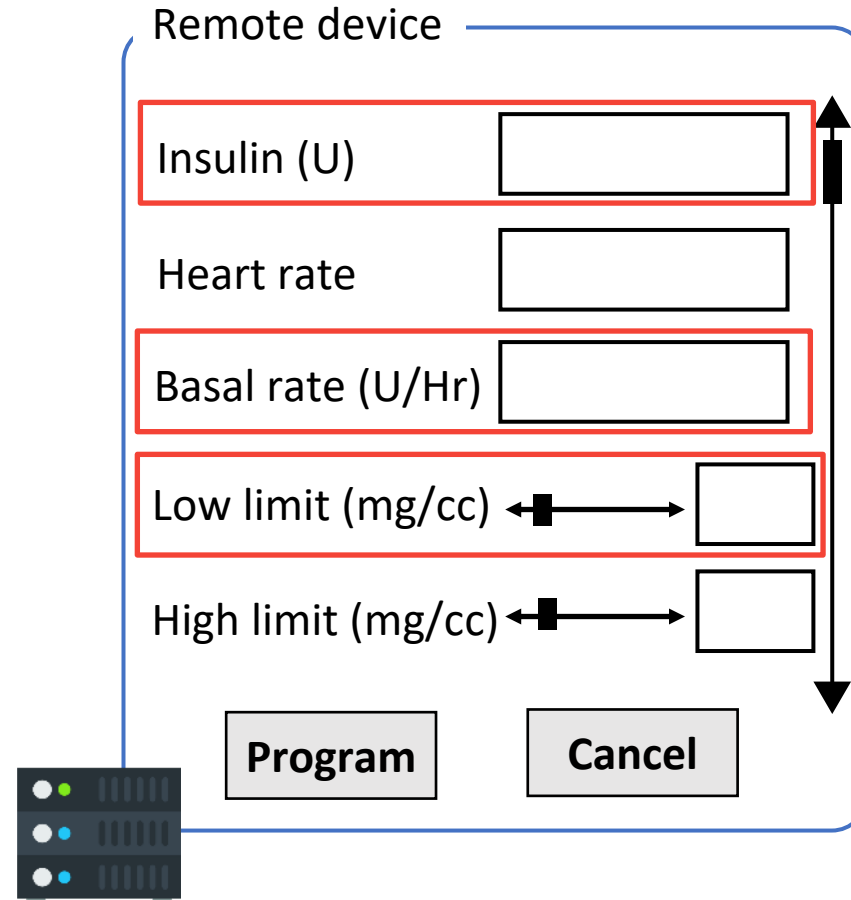 Remote device
Insulin (U)
Heart rate
Basal rate (U/Hr)
Low limit (mg/cc)
High limit (mg/cc)
Program
Cancel